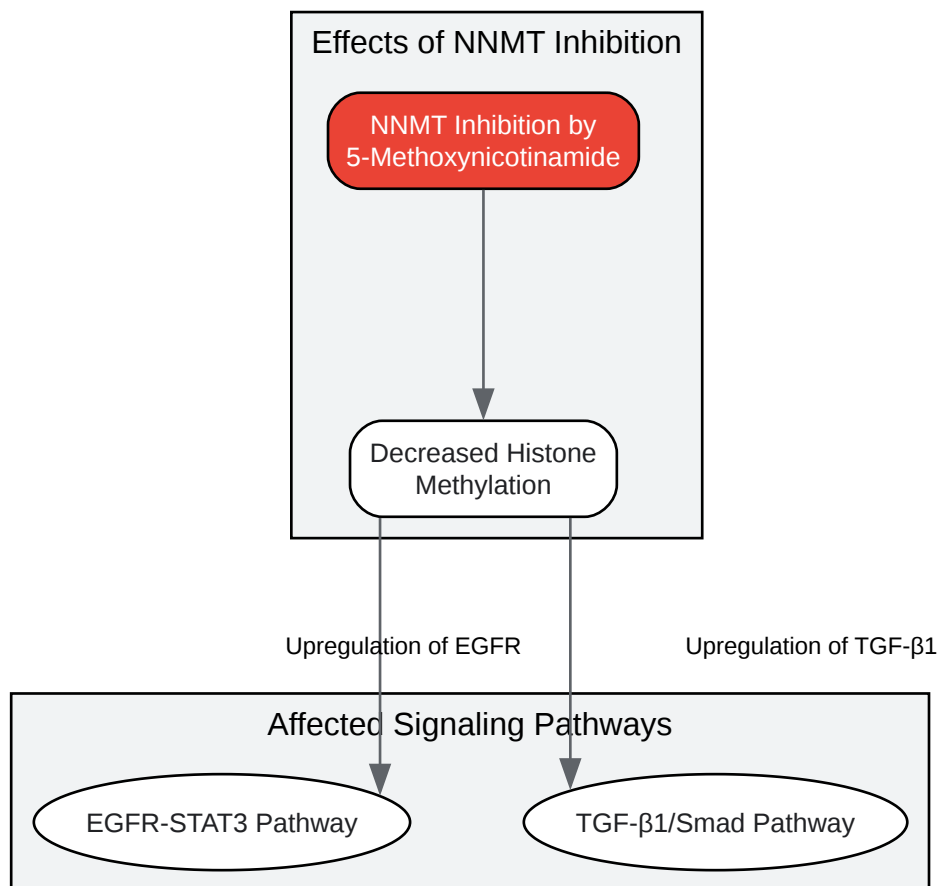 Effects of NNMT Inhibition
NNMT Inhibition by
5-Methoxynicotinamide
Decreased Histone
Methylation
Upregulation of EGFR
Upregulation of TGF-β1
Affected Signaling Pathways
EGFR-STAT3 Pathway
TGF-β1/Smad Pathway